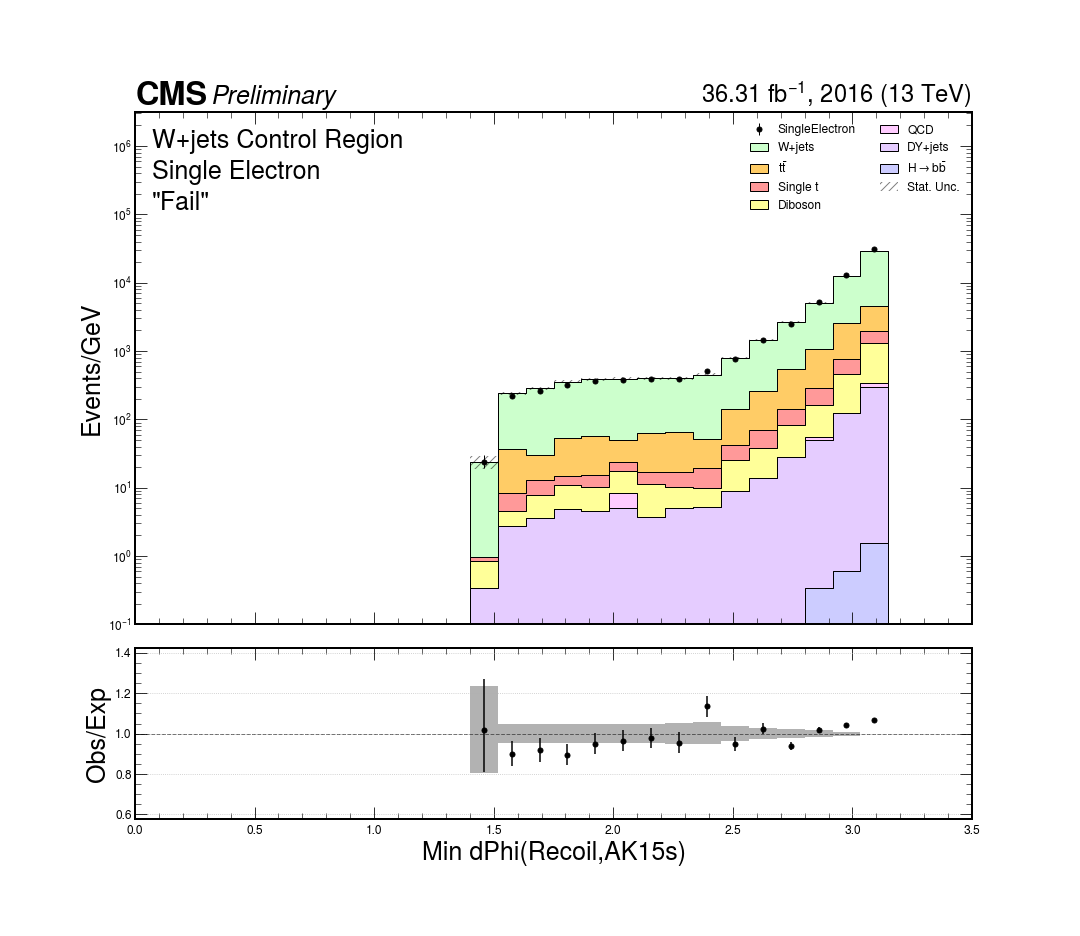 CMS Preliminary
36.31 fb⁻¹, 2016 (13 TeV)
W+jets Control Region
Single Electron
"Fail"
SingleElectron
W+jets
tt̄
Single t
Diboson
QCD
DY+jets
H→bb̄
Stat. Unc.
Events/GeV
10⁶
10⁵
10⁴
10³
10²
10¹
10⁰
10⁻¹
Obs/Exp
1.4
1.2
1.0
0.8
0.6
0.0 0.5 1.0 1.5 2.0 2.5 3.0 3.5
Min dPhi(Recoil,AK15s)